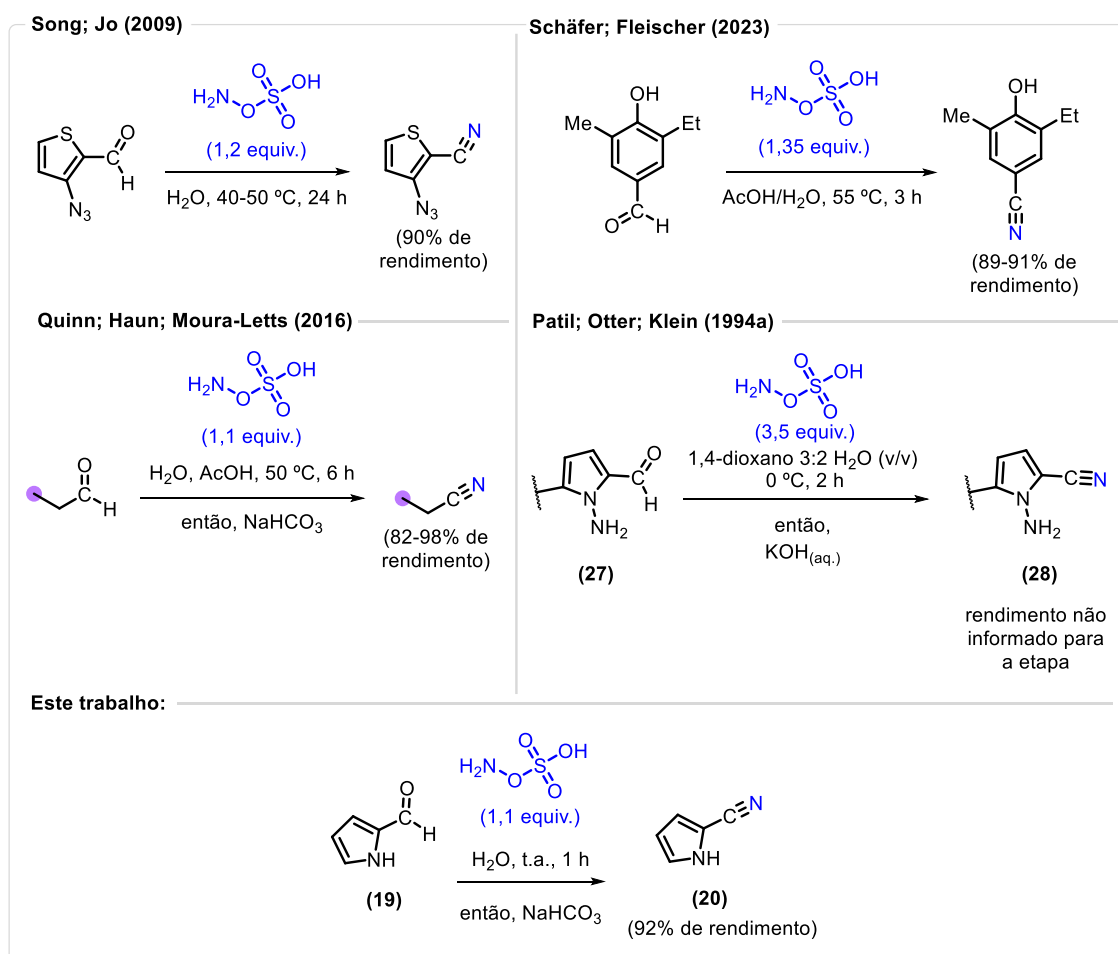 Song; Jo (2009)
H₂N
O
O
S
OH
O
(1,2 equiv.)
S
O
C
H
N₃
H₂O, 40-50 ºC, 24 h
S
C
N
N₃
(90% de
rendimento)
Schäfer; Fleischer (2023)
H₂N
O
O
S
OH
O
(1,35 equiv.)
OH
Me
Et
C
O
H
AcOH/H₂O, 55 ºC, 3 h
OH
Me
Et
C
N
(89-91% de
rendimento)
Quinn; Haun; Moura-Letts (2016)
H₂N
O
O
S
OH
O
(1,1 equiv.)
O
C
H
H₂O, AcOH, 50 ºC, 6 h
então, NaHCO₃
C
N
(82-98% de
rendimento)
Patil; Otter; Klein (1994a)
H₂N
O
O
S
OH
O
(3,5 equiv.)
1,4-dioxano 3:2 H₂O (v/v)
0 ºC, 2 h
então,
KOH₍aq.₎
O
C
H
N
NH₂
(27)
C
N
N
NH₂
(28)
rendimento não
informado para
a etapa
Este trabalho:
H₂N
O
O
S
OH
O
(1,1 equiv.)
O
C
H
NH
(19)
H₂O, t.a., 1 h
então, NaHCO₃
C
N
NH
(20)
(92% de rendimento)